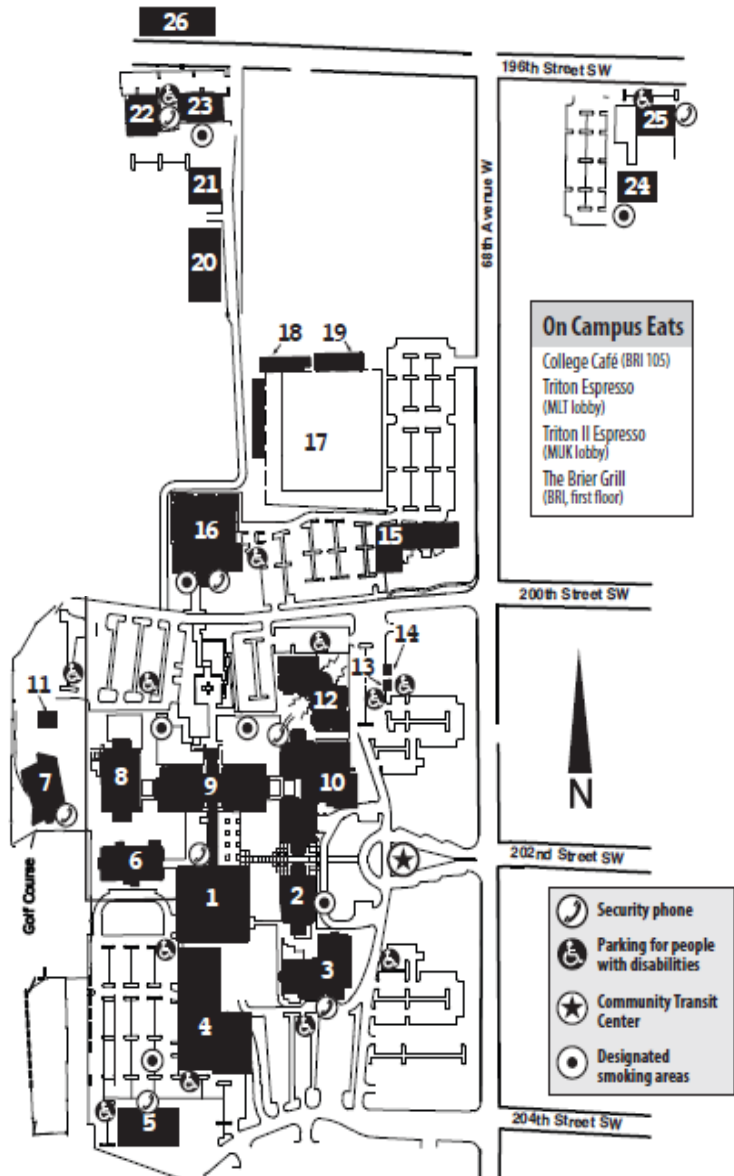 26
196th Street SW
22
23
25
21
24
20
68th Avenue W
On Campus Eats
College Café (BRI 105)
Triton Espresso
(MLT lobby)
Triton II Espresso
(MUK lobby)
The Brier Grill
(BRI, first floor)
18
19
17
16
15
200th Street SW
14
13
12
11
10
9
8
7
N
6
202nd Street SW
Golf Course
1
2
3
Security phone
Parking for people
with disabilities
Community Transit
Center
Designated
smoking areas
4
5
204th Street SW